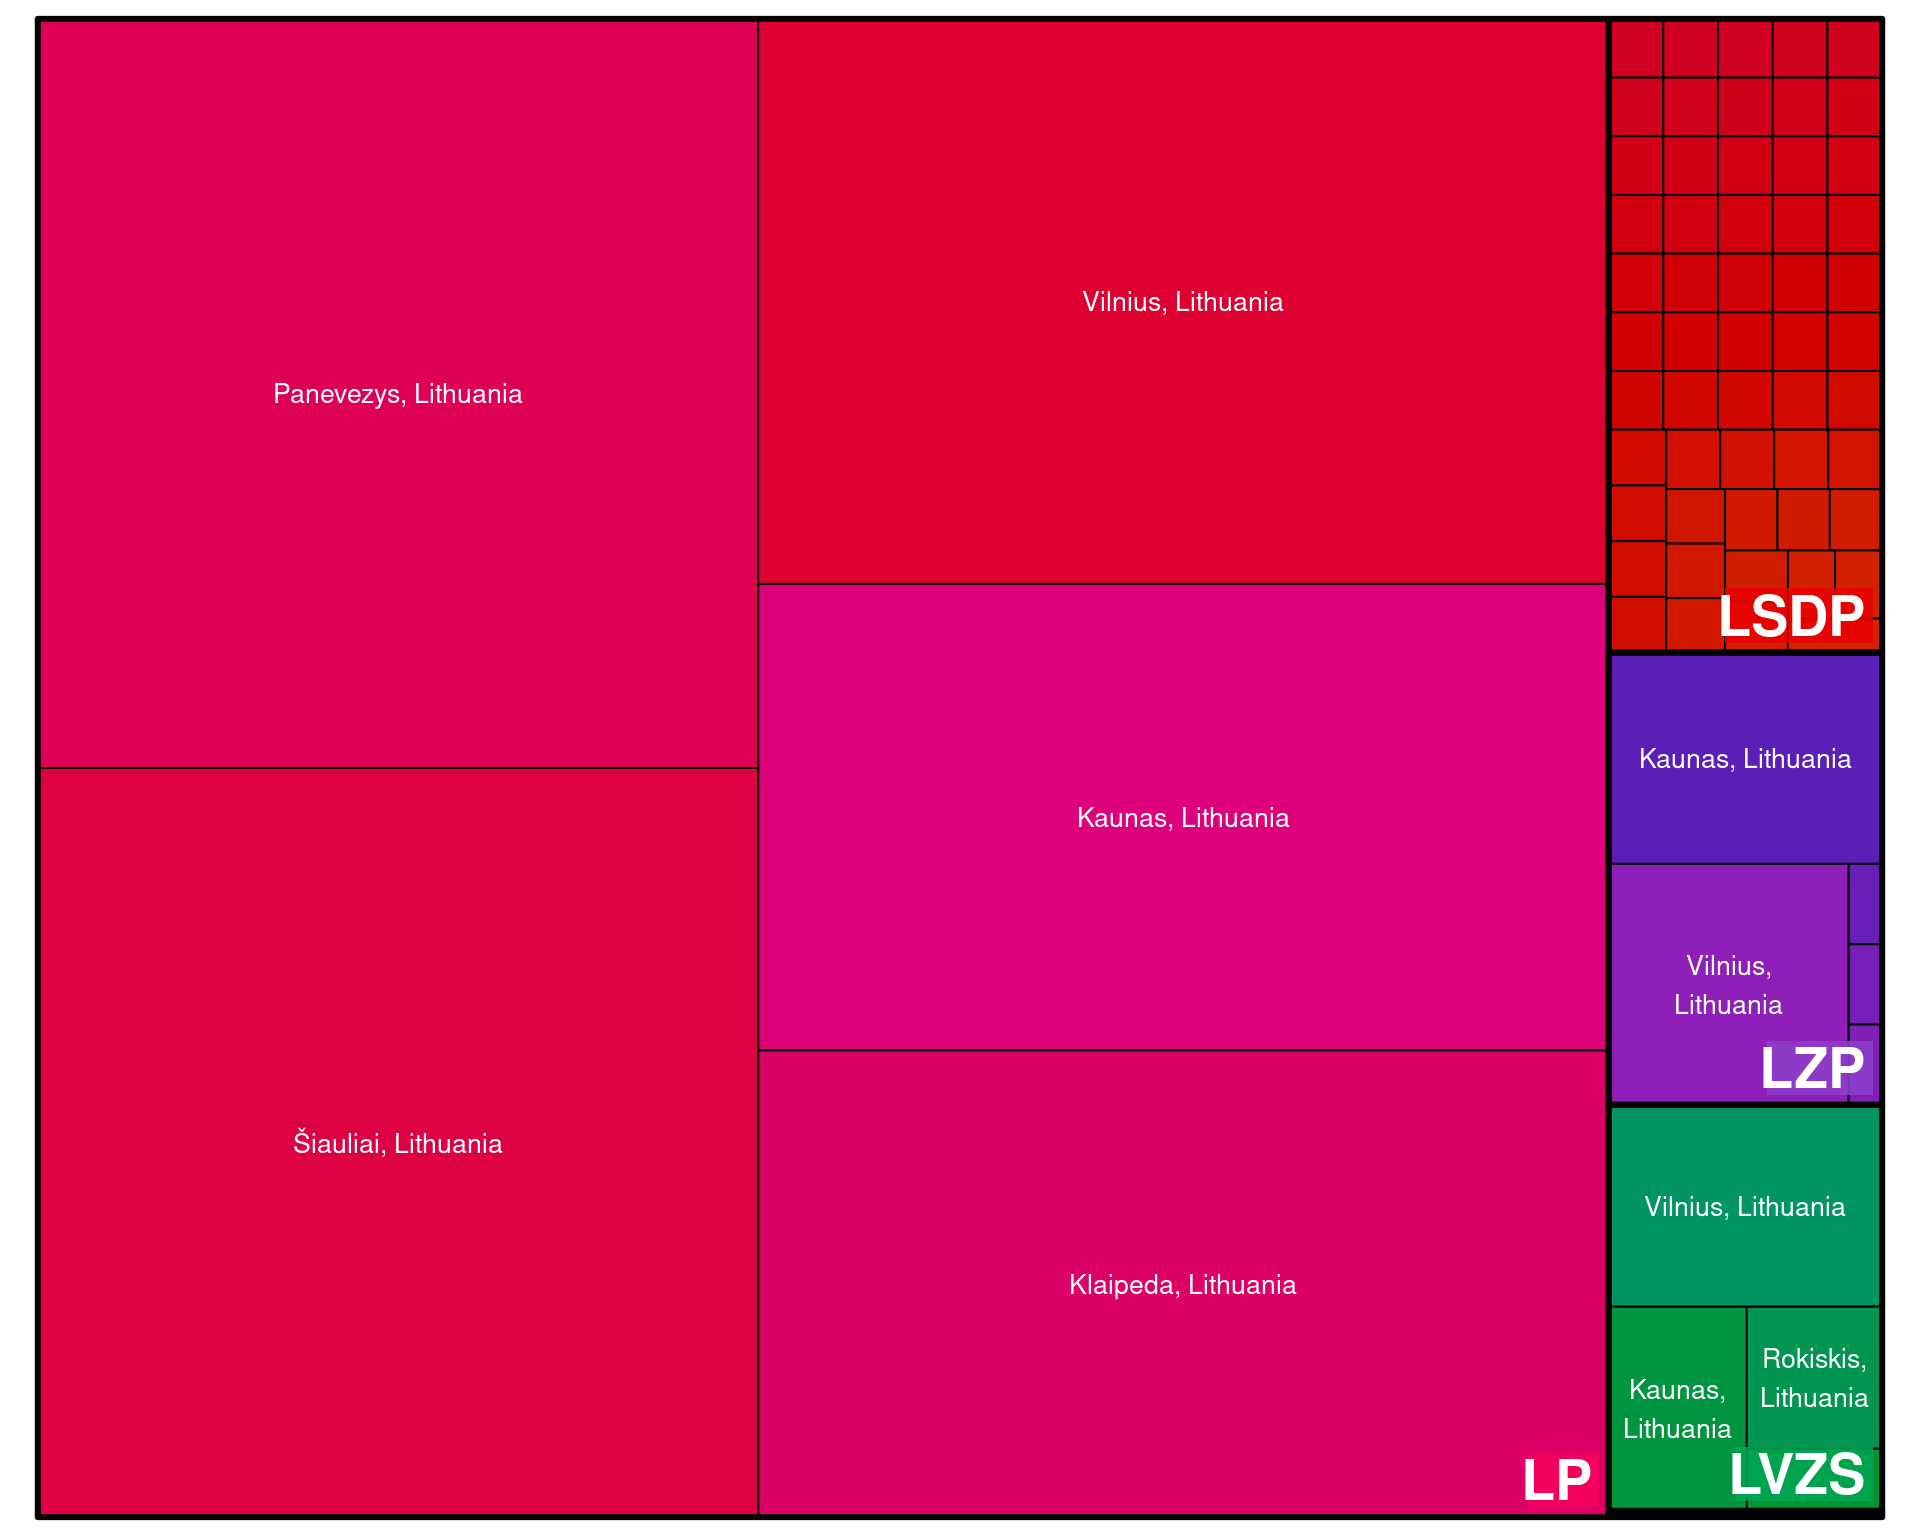 Panevezys, Lithuania
Šiauliai, Lithuania
Vilnius, Lithuania
Kaunas, Lithuania
Klaipeda, Lithuania
LP
LSDP
Kaunas, Lithuania
Vilnius,
Lithuania
LZP
Vilnius, Lithuania
Kaunas,
Lithuania
Rokiskis,
Lithuania
LVZS